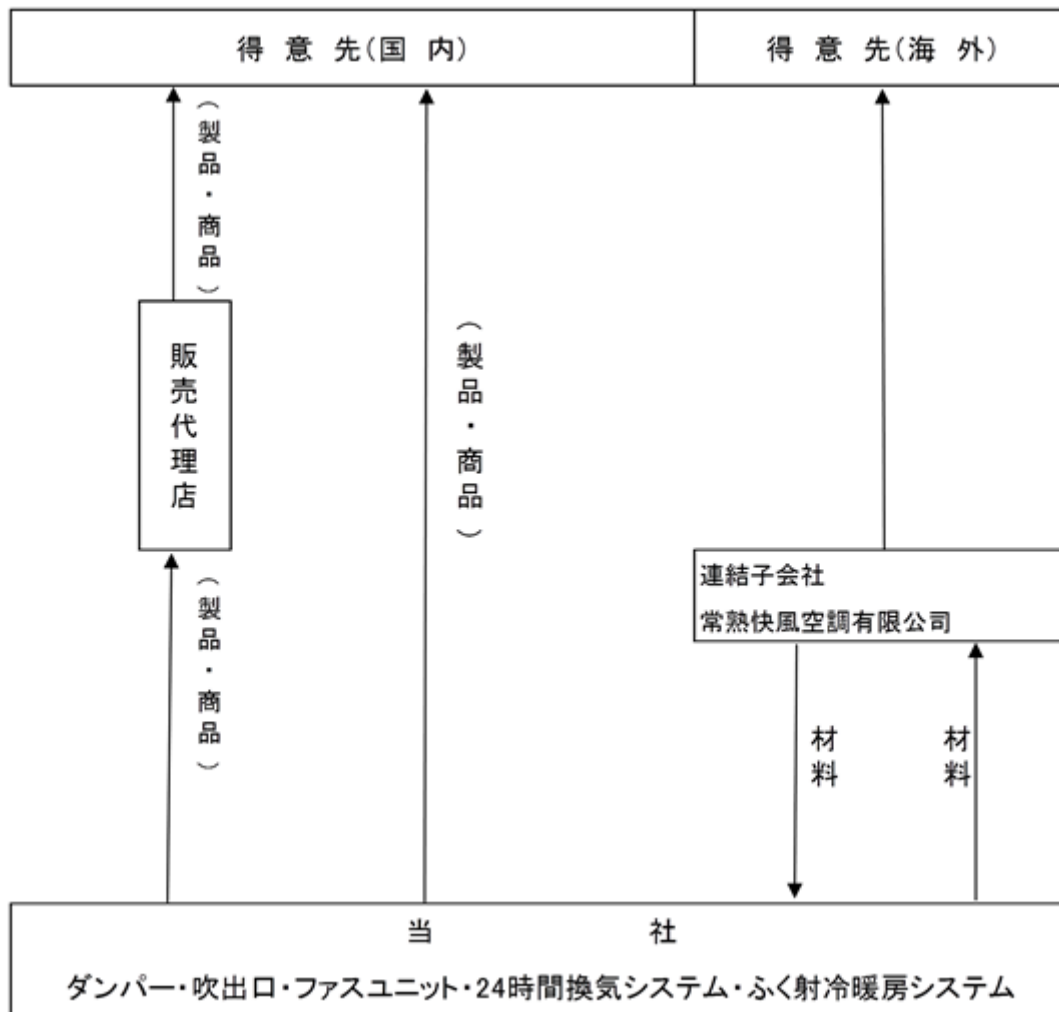 得意先(国内)
得意先(海外)
(製品・商品)
販売代理店
(製品・商品)
(製品・商品)
連結子会社
常熟快風空調有限公司
材料
材料
当社
ダンパー・吹出口・ファスユニット・24時間換気システム・ふく射冷暖房システム